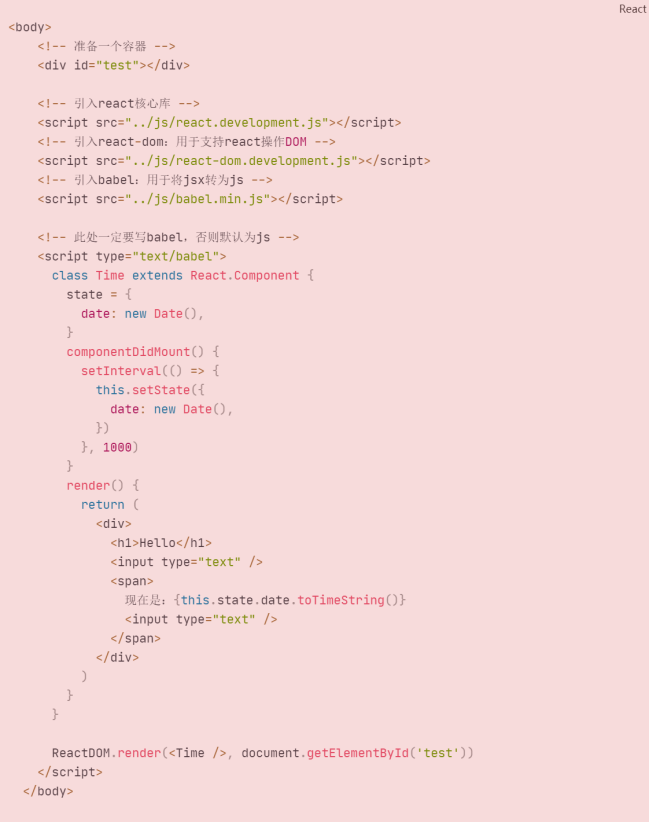 React
<body>
    <!-- 准备一个容器 -->
    <div id="test"></div>

    <!-- 引入react核心库 -->
    <script src="../js/react.development.js"></script>
    <!-- 引入react-dom：用于支持react操作DOM -->
    <script src="../js/react-dom.development.js"></script>
    <!-- 引入babel：用于将jsx转为js -->
    <script src="../js/babel.min.js"></script>

    <!-- 此处一定要写babel，否则默认为js -->
    <script type="text/babel">
      class Time extends React.Component {
        state = {
          date: new Date(),
        }
        componentDidMount() {
          setInterval(() => {
            this.setState({
              date: new Date(),
            })
          }, 1000)
        }
        render() {
          return (
            <div>
              <h1>Hello</h1>
              <input type="text" />
              <span>
                现在是：{this.state.date.toTimeString()}
                <input type="text" />
              </span>
            </div>
          )
        }
      }

      ReactDOM.render(<Time />, document.getElementById('test'))
    </script>
  </body>